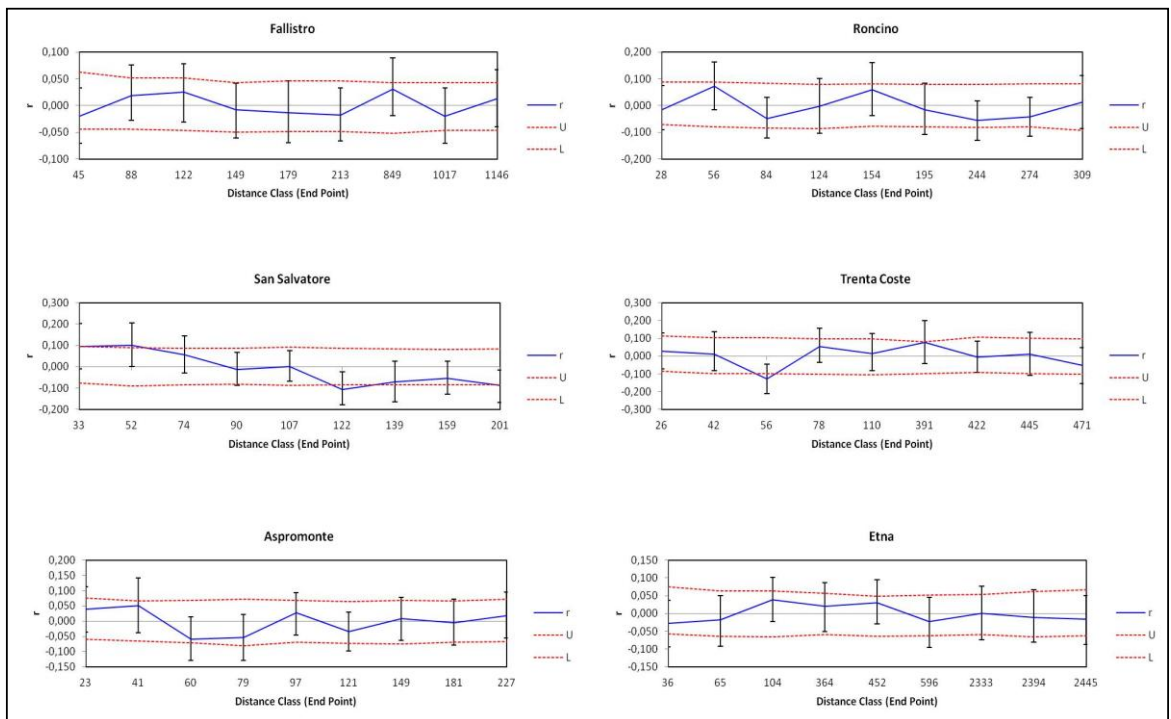 Fallistro
0,100
0,050
0,000
-0,050
-0,100
r
45 88 122 149 179 213 849 1017 1146
Distance Class (End Point)
r
U
L
Roncino
0,200
0,100
0,000
-0,100
-0,200
r
28 56 84 124 154 195 244 274 309
Distance Class (End Point)
r
U
L
San Salvatore
0,300
0,200
0,100
0,000
-0,100
-0,200
r
33 52 74 90 107 122 139 159 201
Distance Class (End Point)
r
U
L
Trenta Coste
0,300
0,200
0,100
0,000
-0,100
-0,200
-0,300
r
26 42 56 78 110 391 422 445 471
Distance Class (End Point)
r
U
L
Aspromonte
0,200
0,150
0,100
0,050
0,000
-0,050
-0,100
-0,150
r
23 41 60 79 97 121 149 181 227
Distance Class (End Point)
r
U
L
Etna
0,150
0,100
0,050
0,000
-0,050
-0,100
-0,150
r
36 65 104 364 452 596 2333 2394 2445
Distance Class (End Point)
r
U
L